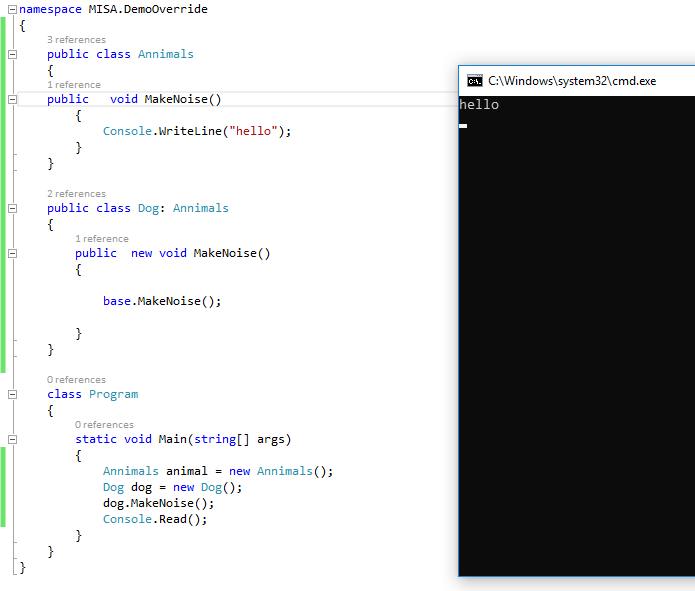 namespace MISA.DemoOverride
{
3 references
public class Annimals
{
1 reference
public   void MakeNoise()
{
Console.WriteLine("hello");
}
}
2 references
public class Dog: Annimals
{
1 reference
public  new void MakeNoise()
{
base.MakeNoise();
}
}
0 references
class Program
{
0 references
static void Main(string[] args)
{
Annimals animal = new Annimals();
Dog dog = new Dog();
dog.MakeNoise();
Console.Read();
}
}
}
C:\Windows\system32\cmd.exe
hello